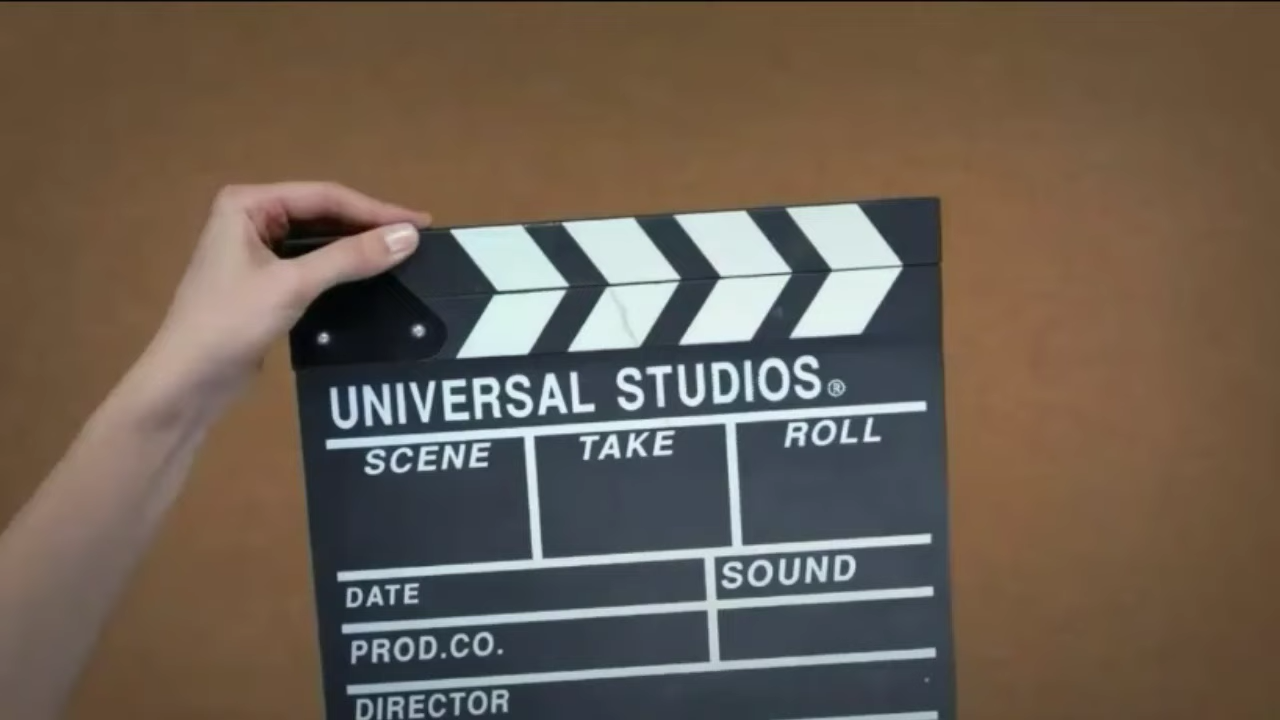 UNIVERSAL STUDIOS®
SCENE TAKE ROLL
DATE SOUND
PROD.CO.
DIRECTOR